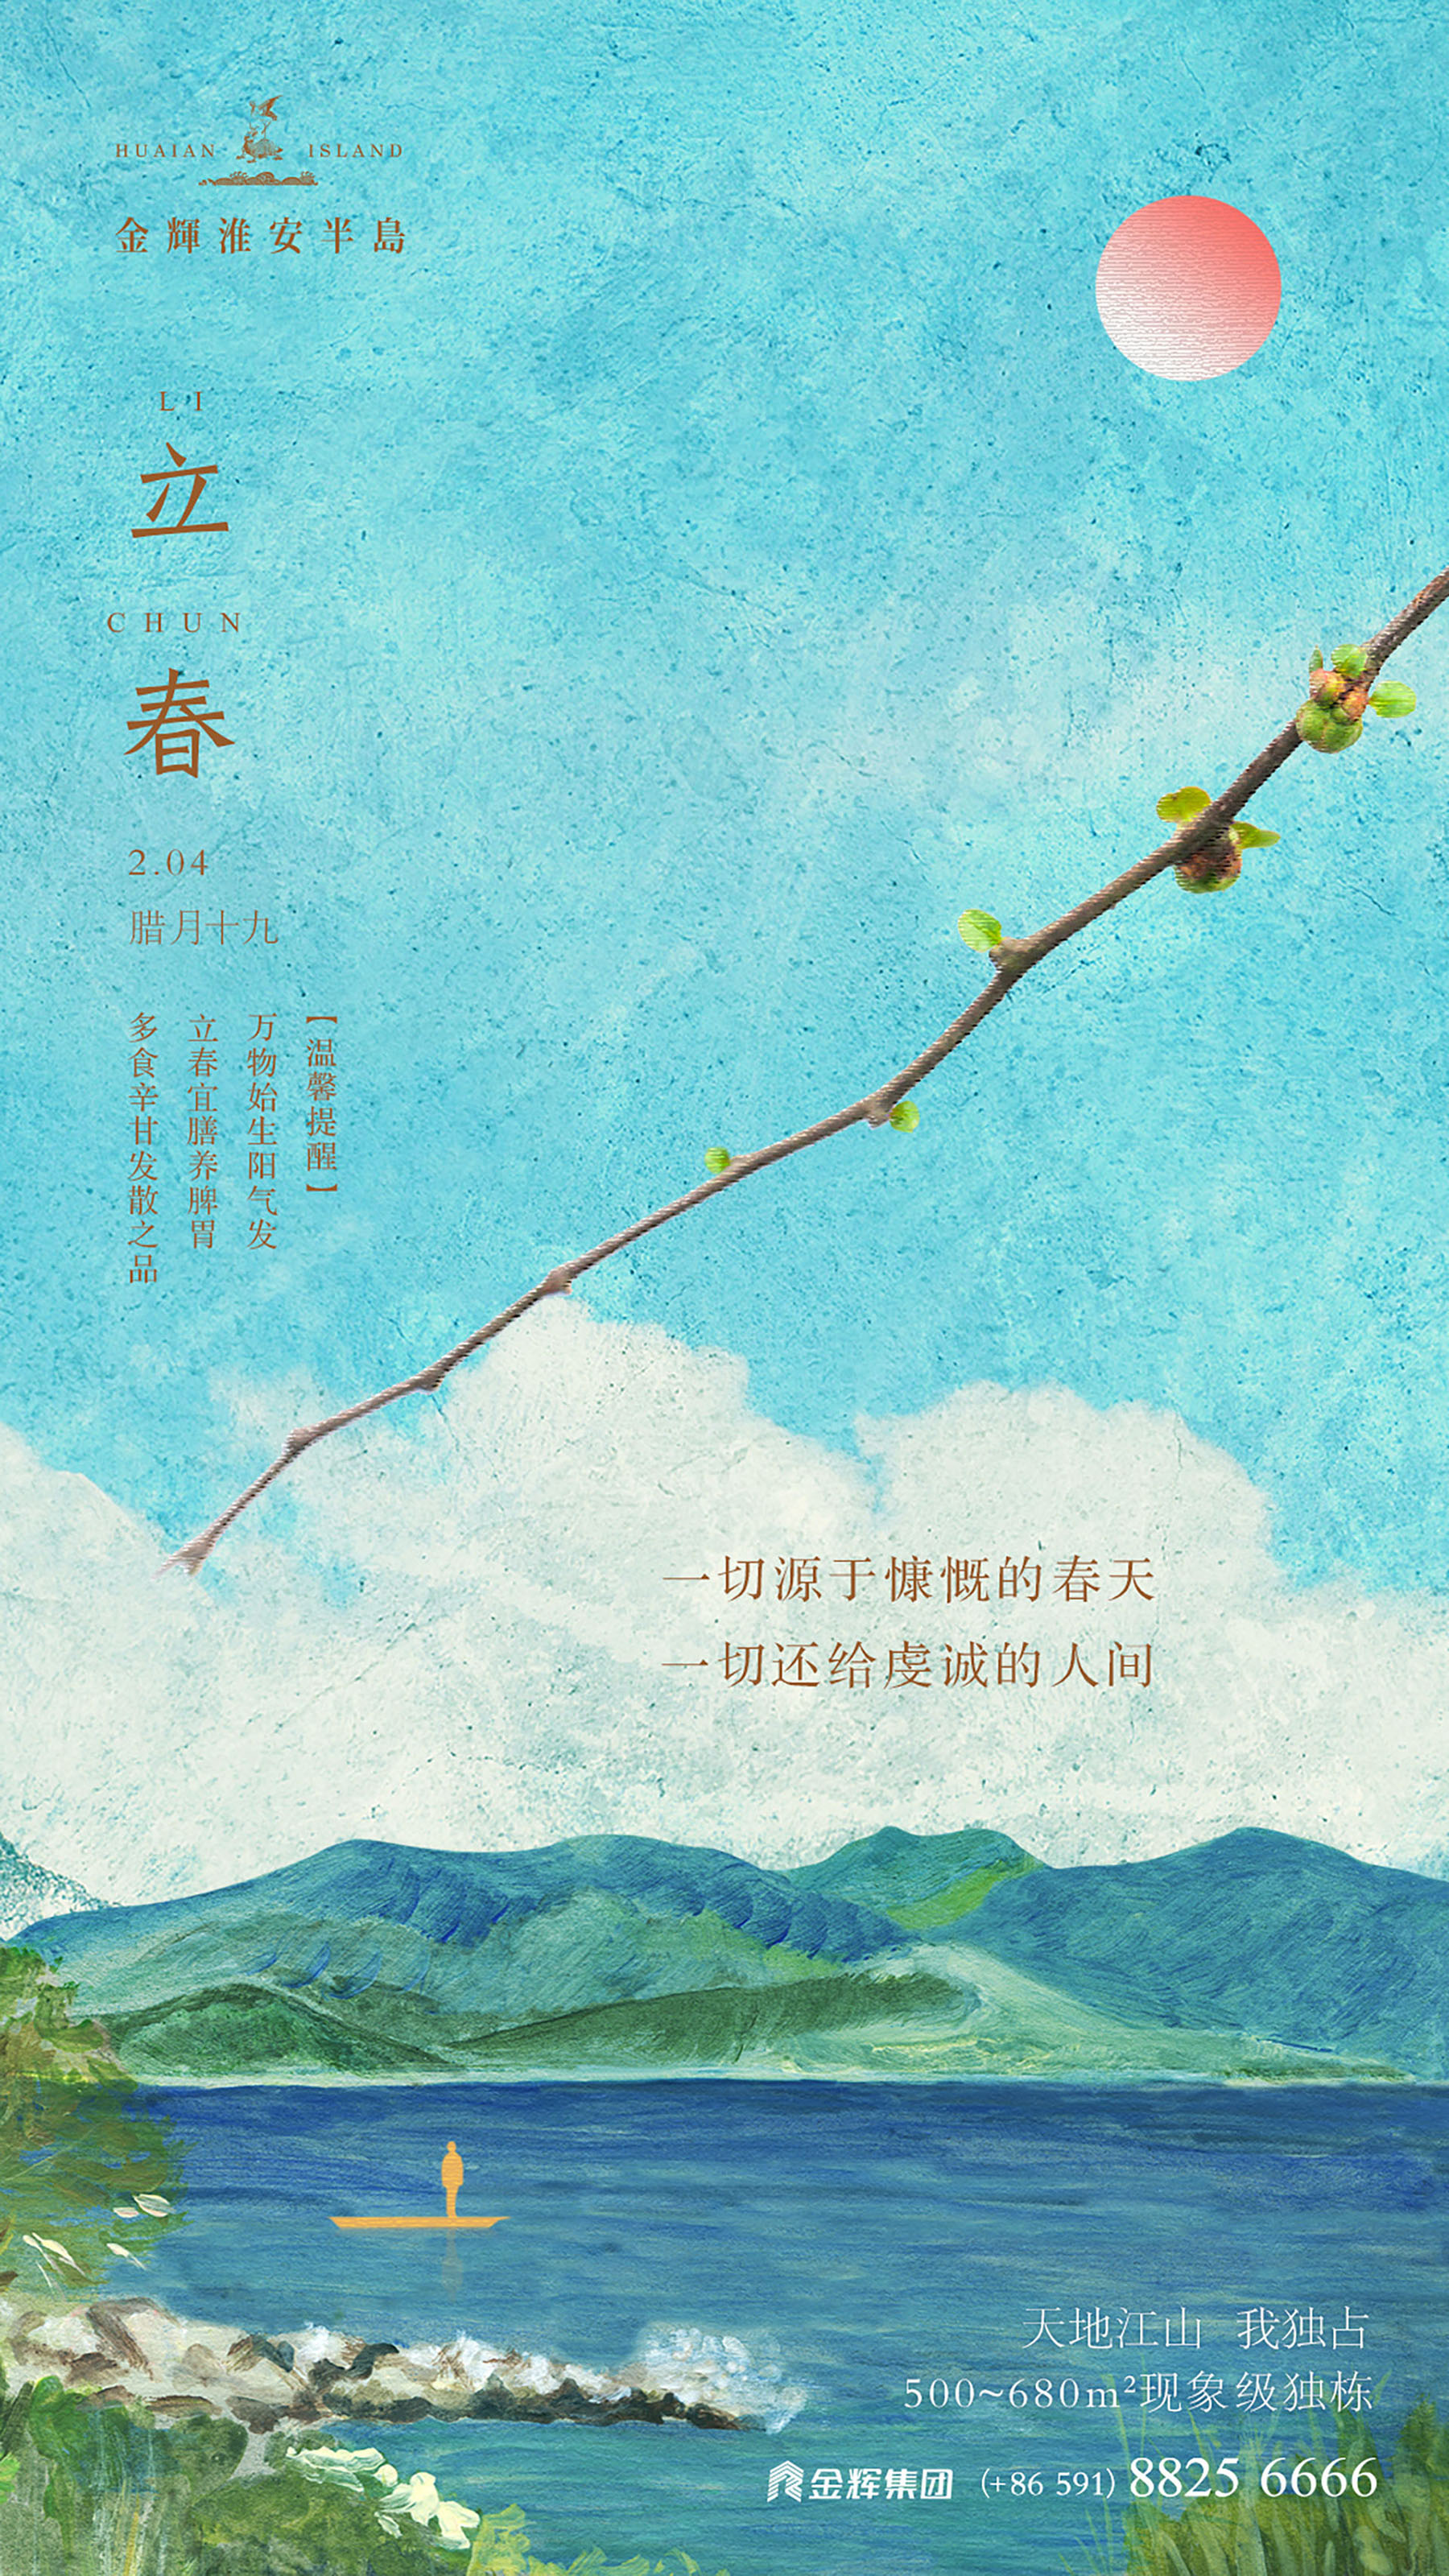 HUAIAN ISLAND
金輝淮安半島
LI
立
CHUN
春
2.04
腊月十九
【温馨提醒】
万物始生阳气发
立春宜膳养脾胃
多食辛甘发散之品
一切源于慷慨的春天
一切还给虔诚的人间
天地江山 我独占
500~680m²现象级独栋
金辉集团 (+86 591) 8825 6666